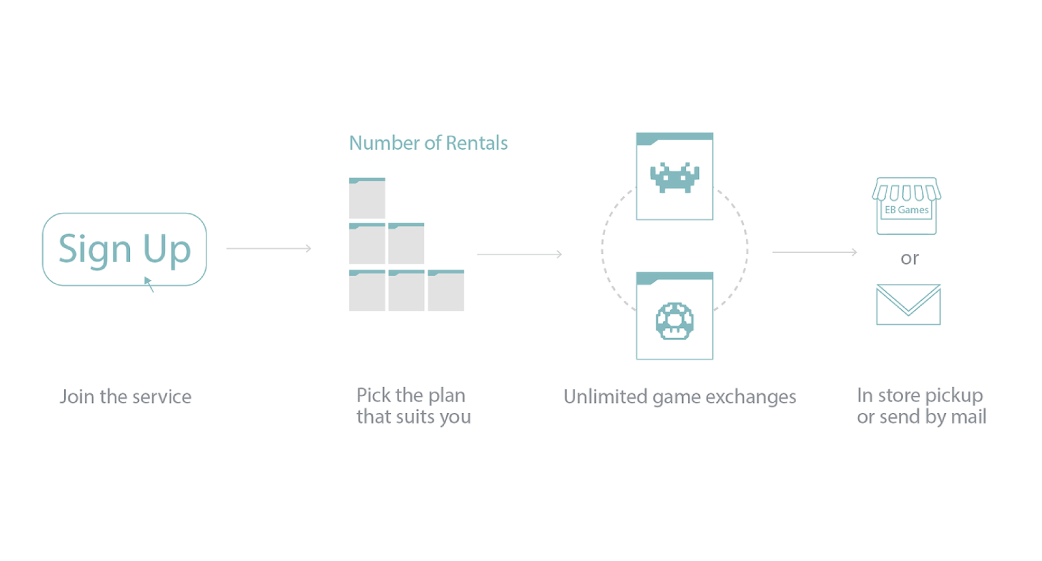 Sign Up
Join the service
Number of Rentals
Pick the plan
that suits you
Unlimited game exchanges
EB Games
or
In store pickup
or send by mail